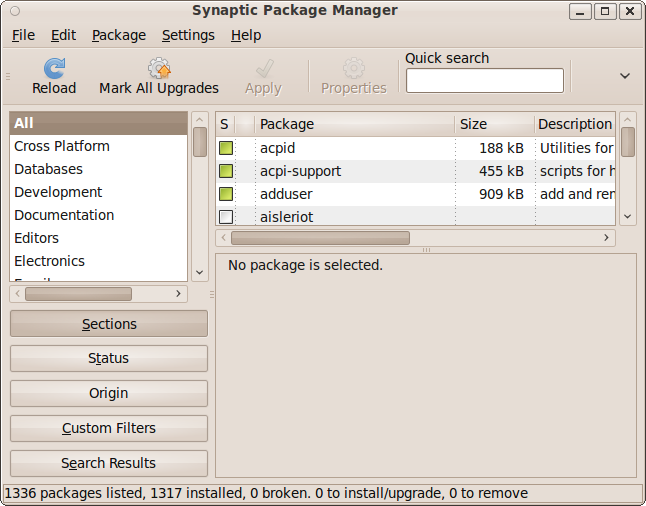 Synaptic Package Manager
File Edit Package Settings Help
Reload Mark All Upgrades Apply Properties Quick search
All
Cross Platform
Databases
Development
Documentation
Editors
Electronics
S Package Size Description
acpid 188 kB Utilities for
acpi-support 455 kB scripts for h
adduser 909 kB add and rem
aisleriot
No package is selected.
Sections
Status
Origin
Custom Filters
Search Results
1336 packages listed, 1317 installed, 0 broken. 0 to install/upgrade, 0 to remove